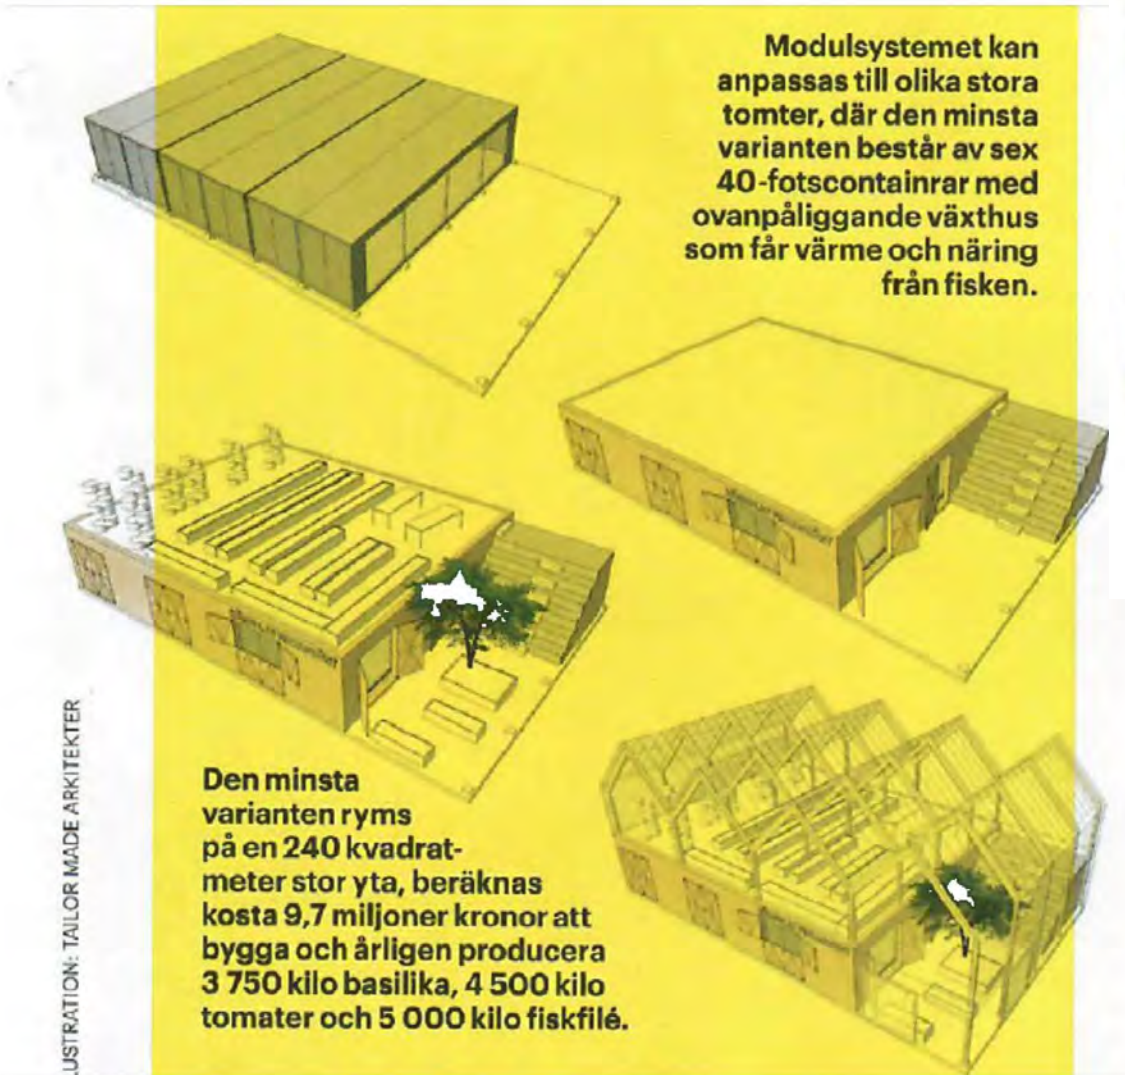 Modulsystemet kan
anpassas till olika stora
tomter, där den minsta
varianten består av sex
40-fotscontainrar med
ovanpåliggande växthus
som får värme och näring
från fisken.
Den minsta
varianten ryms
på en 240 kvadrat-
meter stor yta, beräknas
kosta 9,7 miljoner kronor att
bygga och årligen producera
3 750 kilo basilika, 4 500 kilo
tomater och 5 000 kilo fiskfilé.
LUSTRATION: TAILOR MADE ARKITEKTER